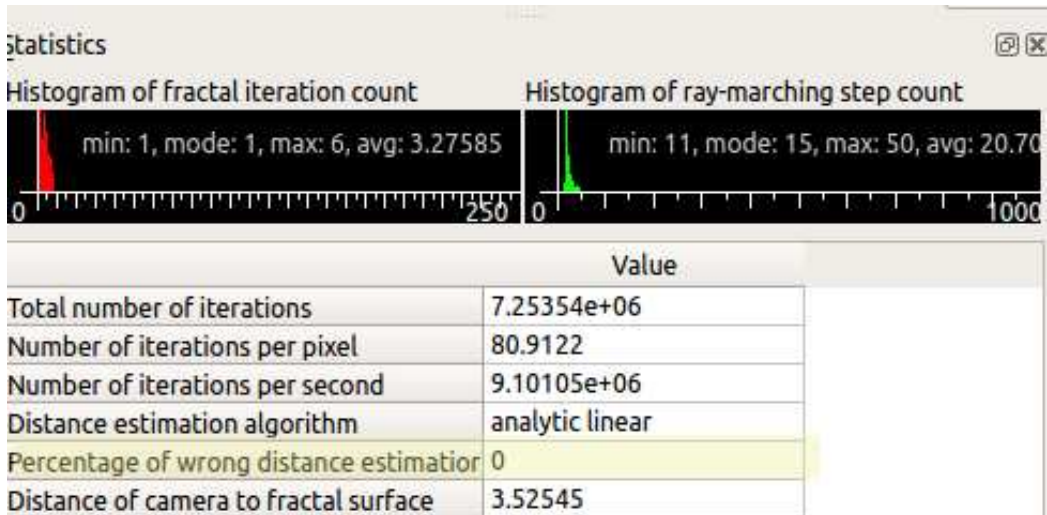 Statistics
Histogram of fractal iteration count
Histogram of ray-marching step count
min: 1, mode: 1, max: 6, avg: 3.27585
min: 11, mode: 15, max: 50, avg: 20.70
0 250
0 1000
Value
Total number of iterations 7.25354e+06
Number of iterations per pixel 80.9122
Number of iterations per second 9.10105e+06
Distance estimation algorithm analytic linear
Percentage of wrong distance estimation 0
Distance of camera to fractal surface 3.52545